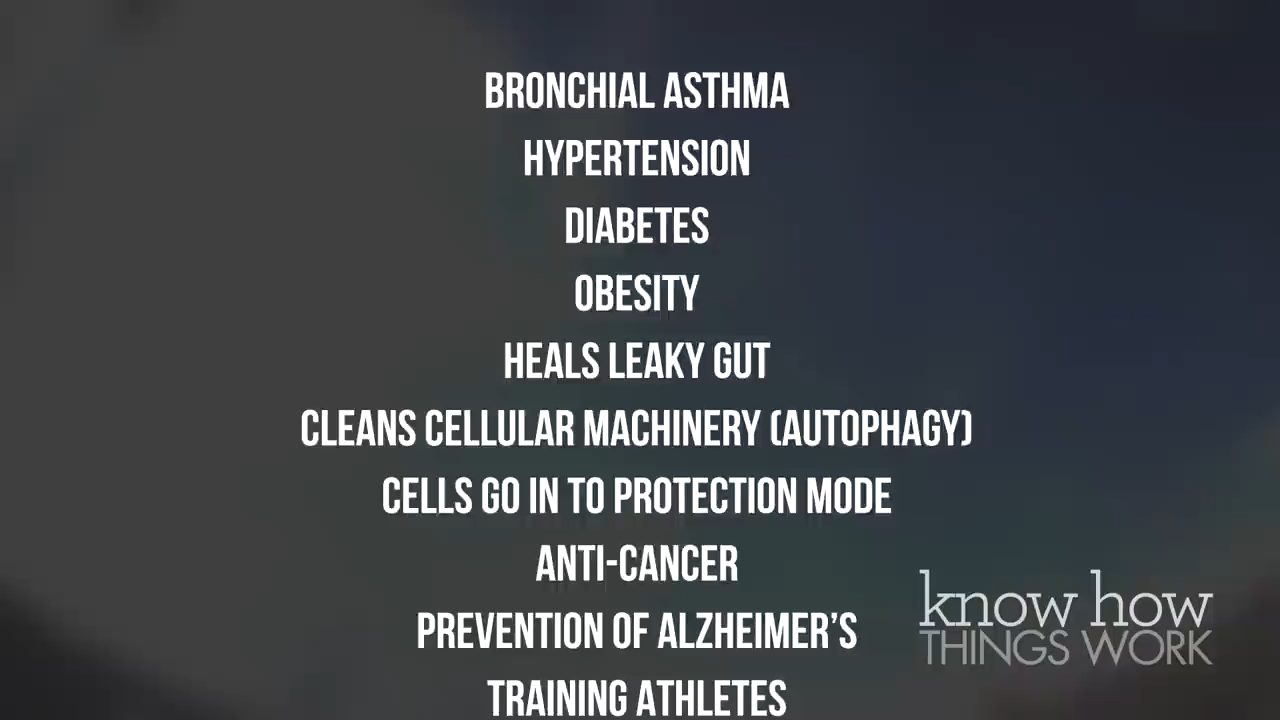 BRONCHIAL ASTHMA
HYPERTENSION
DIABETES
OBESITY
HEALS LEAKY GUT
CLEANS CELLULAR MACHINERY (AUTOPHAGY)
CELLS GO IN TO PROTECTION MODE
ANTI-CANCER
PREVENTION OF ALZHEIMER'S
TRAINING ATHLETES
know how
THINGS WORK